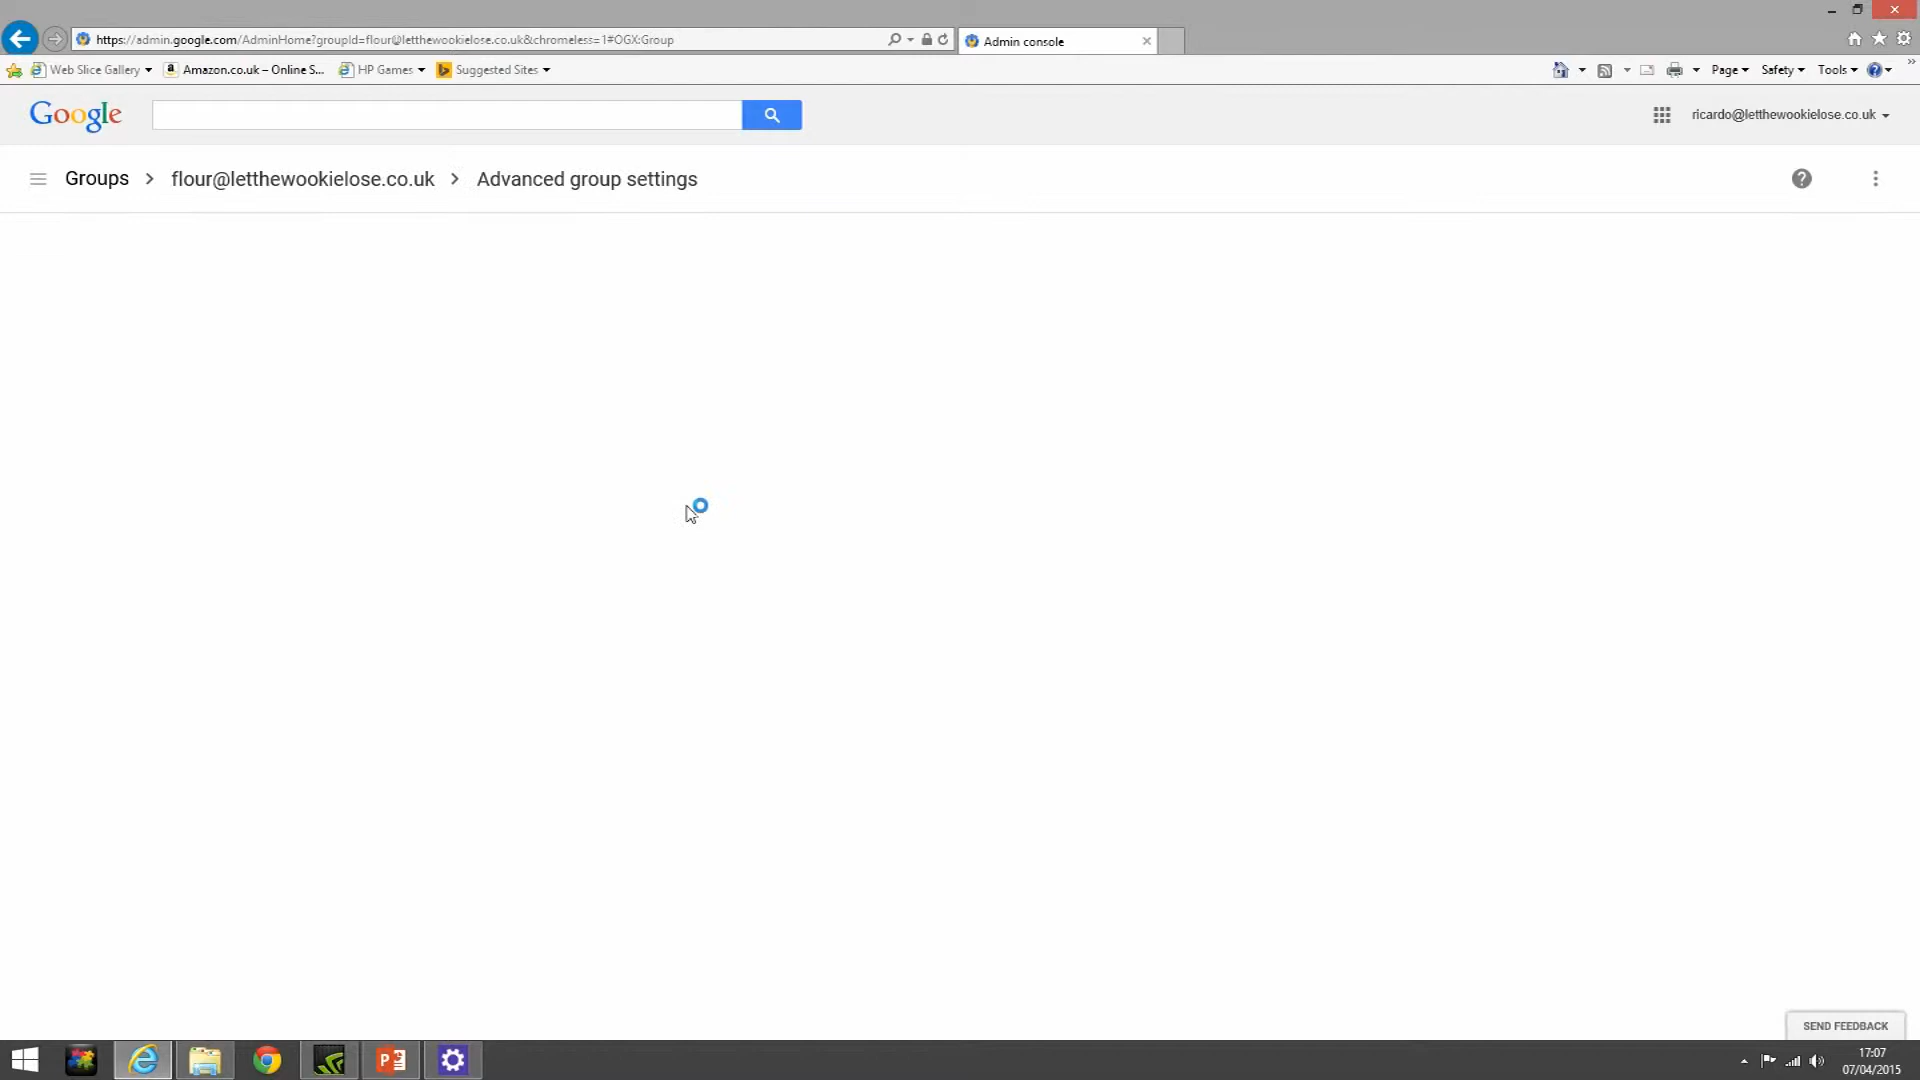 https://admin.google.com/AdminHome?groupId=flour@letthewookielose.co.uk&chromeless=1#OGX:Group
Admin console
Web Slice Gallery
Amazon.co.uk – Online S...
HP Games
Suggested Sites
Page
Safety
Tools
Google
ricardo@letthewookielose.co.uk
Groups > flour@letthewookielose.co.uk > Advanced group settings
SEND FEEDBACK
17:07
07/04/2015